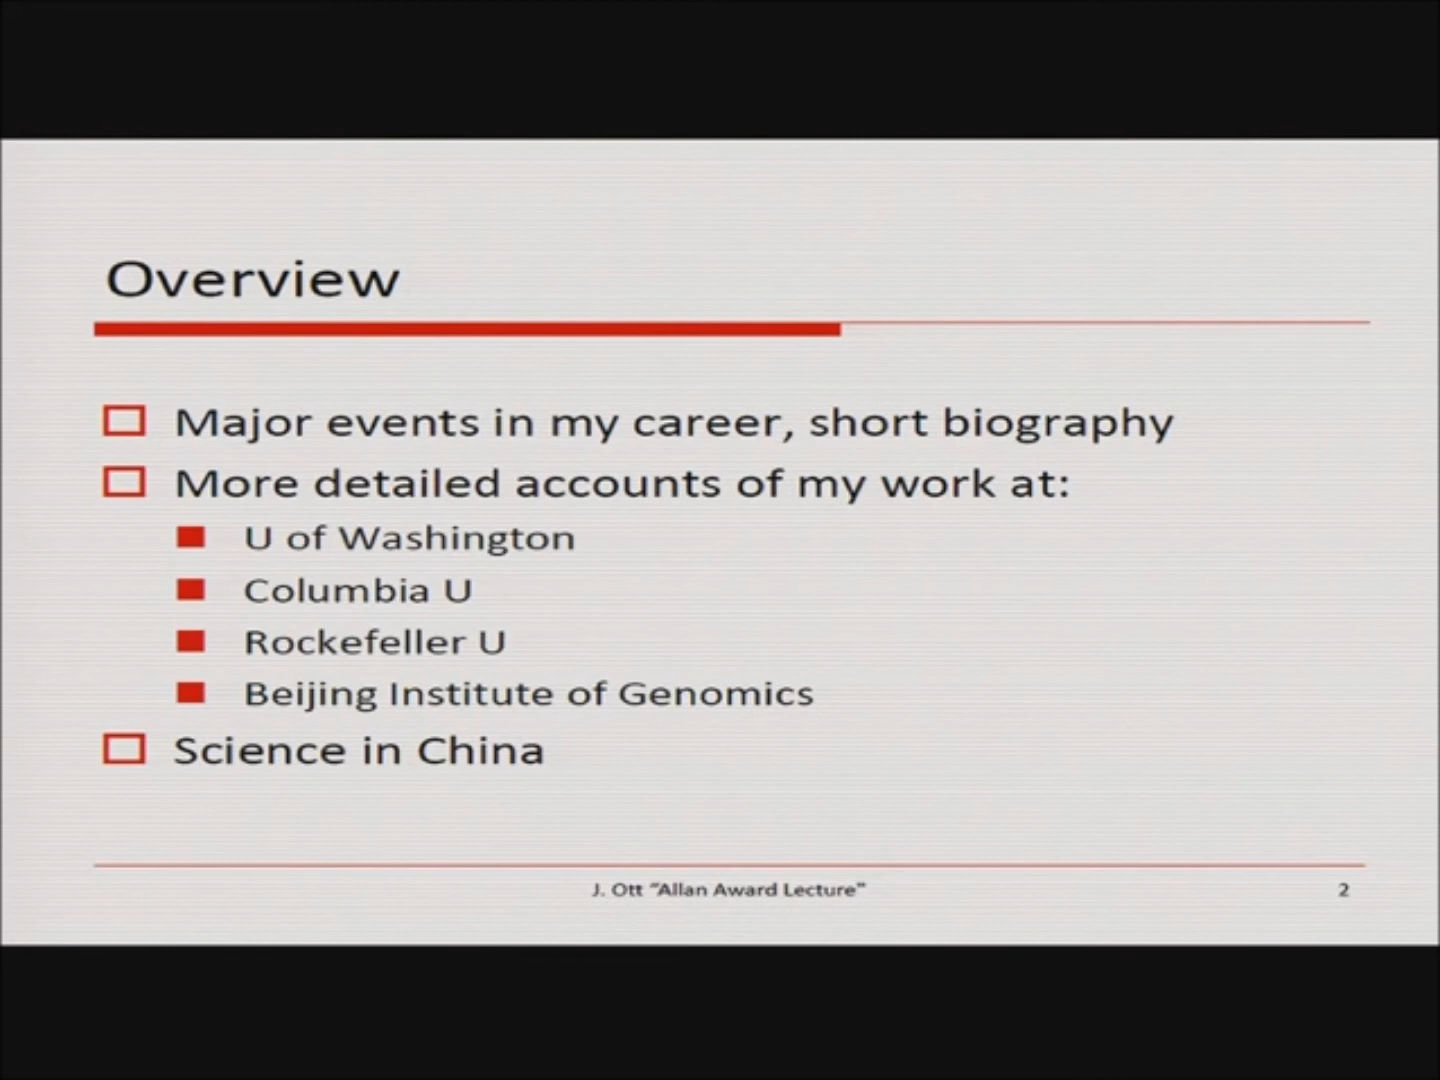 Overview
Major events in my career, short biography
More detailed accounts of my work at:
U of Washington
Columbia U
Rockefeller U
Beijing Institute of Genomics
Science in China
J. Ott “Allan Award Lecture”
2